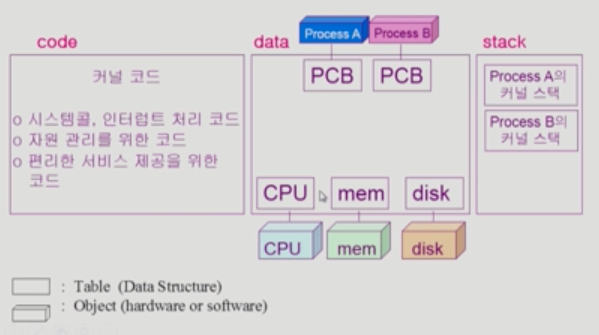 code
커널 코드
o 시스템콜, 인터럽트 처리 코드
o 자원 관리를 위한 코드
o 편리한 서비스 제공을 위한
코드
data
Process A
Process B
PCB
PCB
CPU
mem
disk
CPU
mem
disk
stack
Process A의
커널 스택
Process B의
커널 스택
: Table (Data Structure)
: Object (hardware or software)